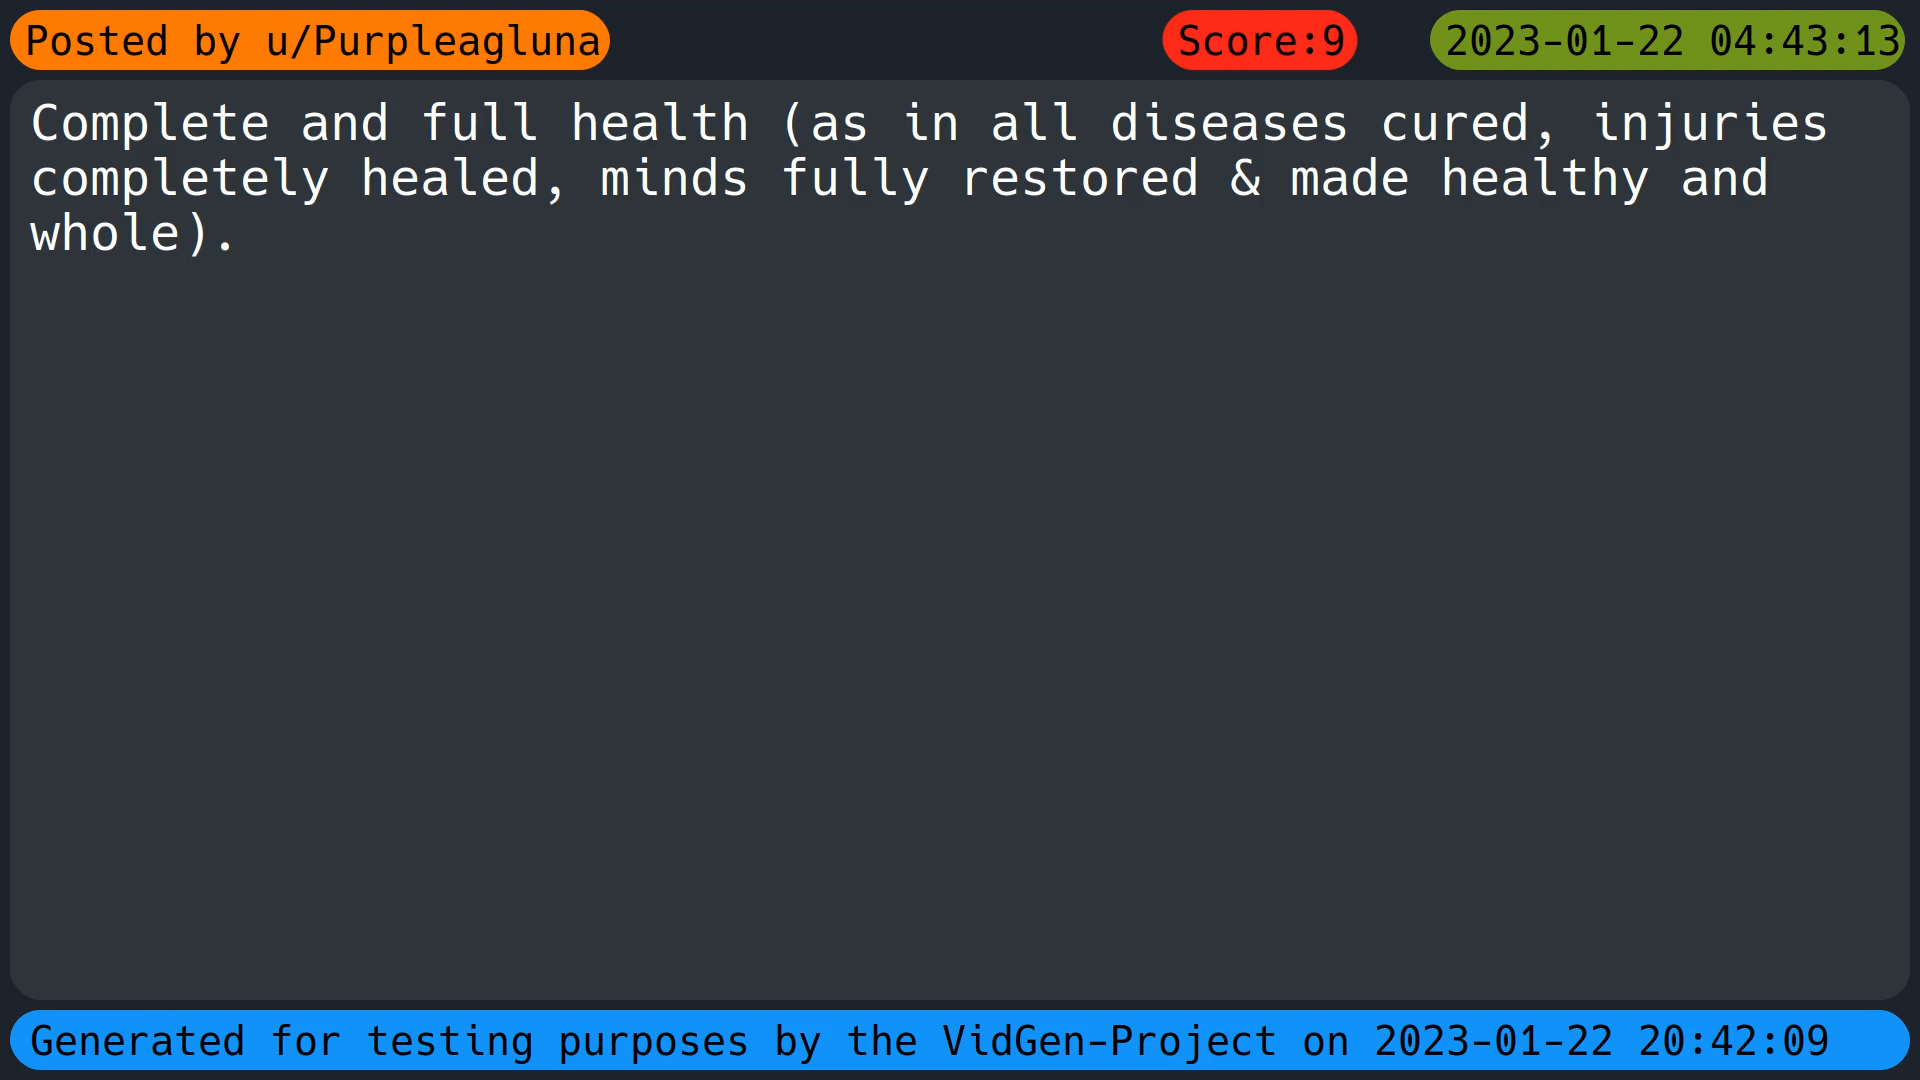 Posted by u/Purpleagluna
Score:9
2023-01-22 04:43:13
Complete and full health (as in all diseases cured, injuries
completely healed, minds fully restored & made healthy and
whole).
Generated for testing purposes by the VidGen-Project on 2023-01-22 20:42:09